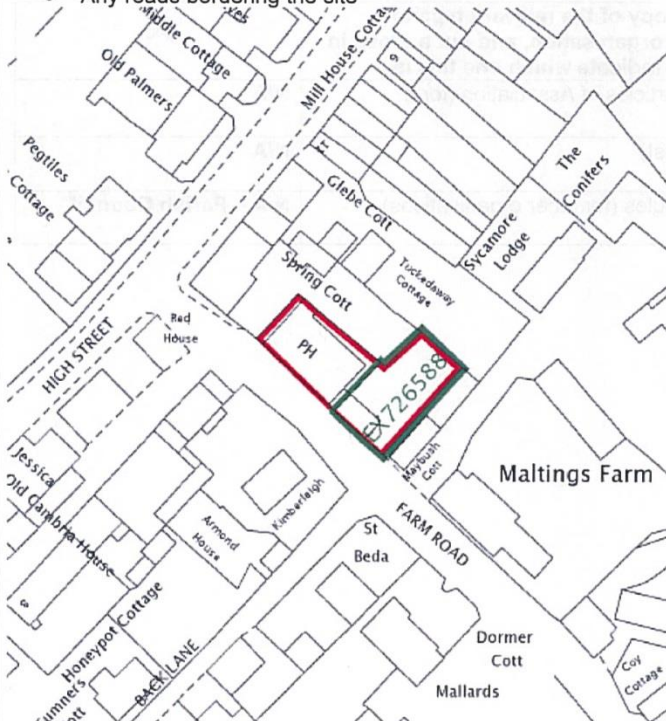 Any roads bordering the site
Middle Cottage
Old Palmers
Mill House Cottag
9
Pegtiles
Cottage
Glebe Cott
The
Conifers
Sycamore
Lodge
Spring Cott
Tuckedaway
Cottage
Red
House
PH
HIGH STREET
EX726588
Maybush
Cott
Maltings Farm
Jessica
Old Cambria House
Kimberleigh
Armond
House
FARM ROAD
St
Beda
Honeypot Cottage
BACK LANE
Dormer
Cott
Coy
Cottage
Mallards